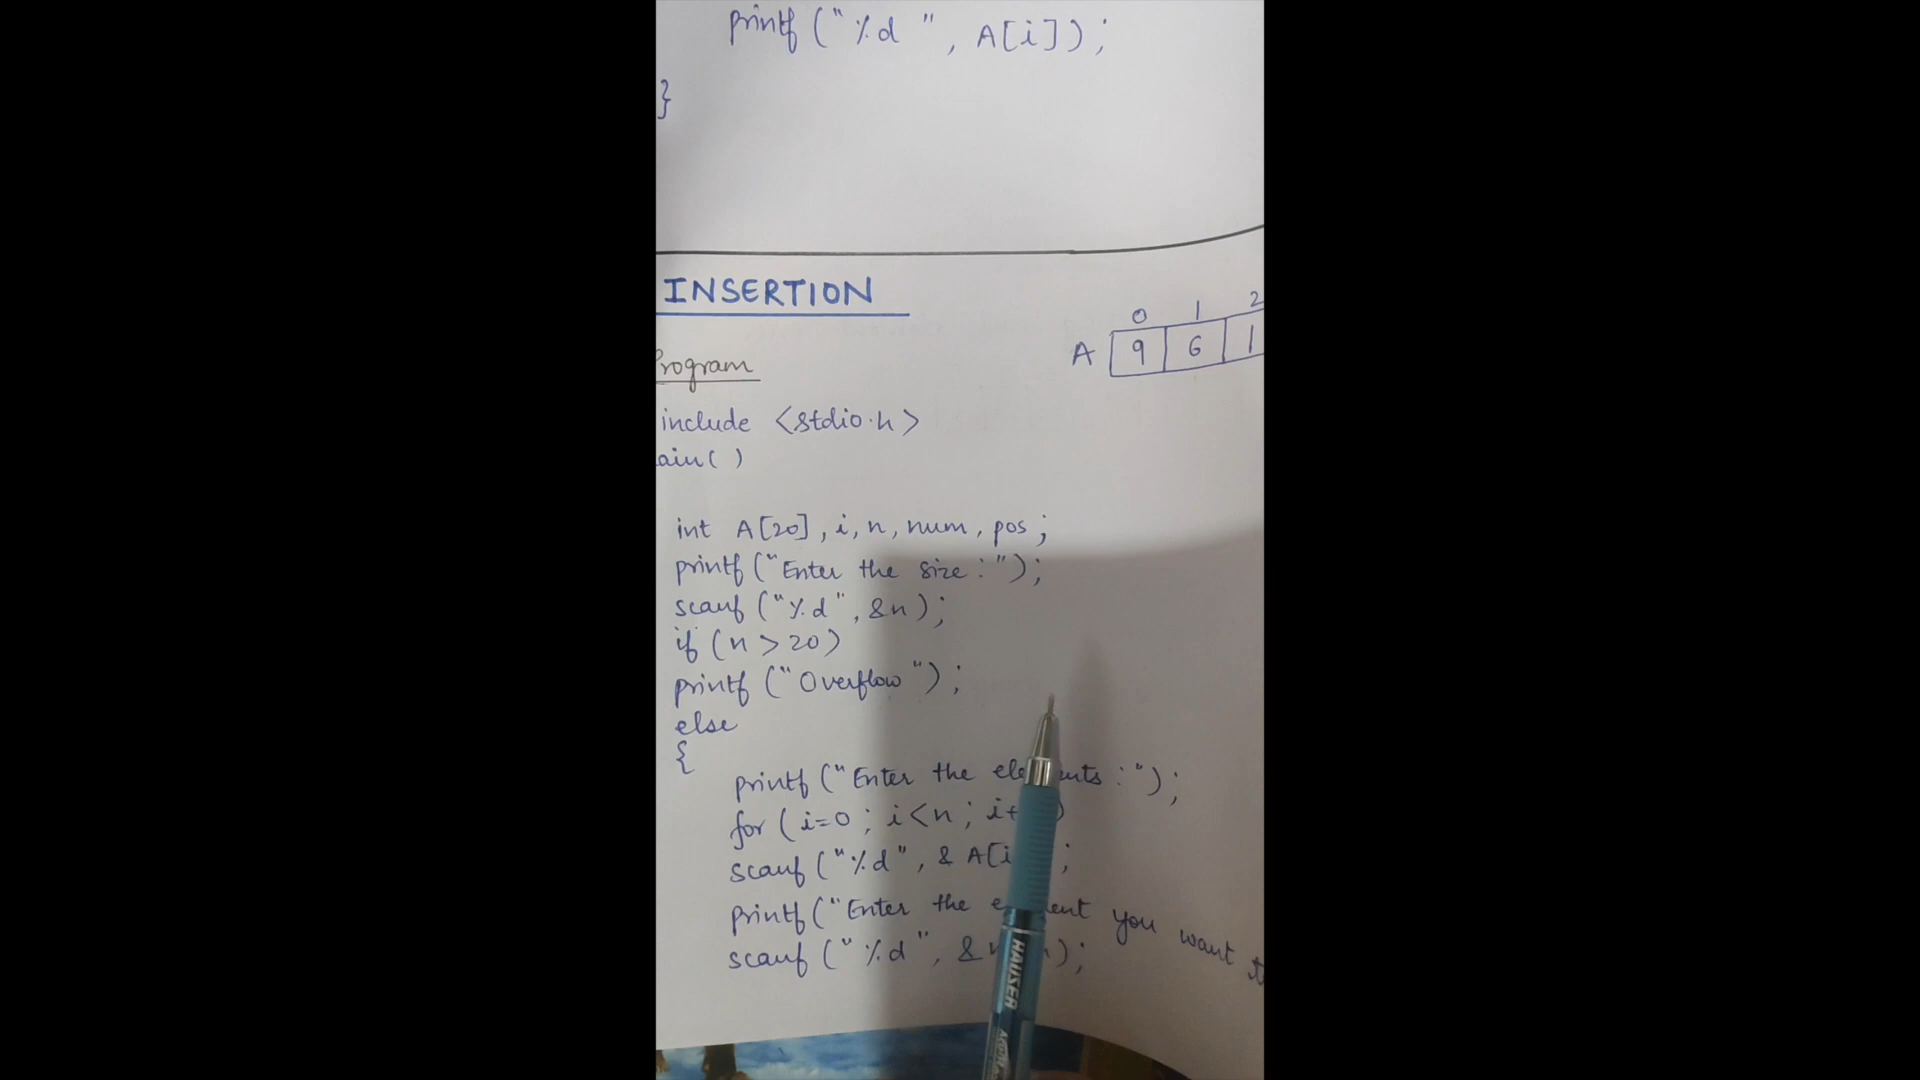 printf ("%d ", A[i]);
}
INSERTION
0 1 2
A 9 6 1
rogram
include <stdio.h>
ain( )
int A[20], i, n, num, pos;
printf ("Enter the size : ");
scanf ("%d", &n);
if (n > 20)
printf ("Overflow ");
else
{
printf ("Enter the ele ents : ");
for ( i=0 ; i<n ; i+ )
scanf ("%d", & A[i ;
printf ("Enter the e ent you want
scanf (" %d ", & );
HAUSER